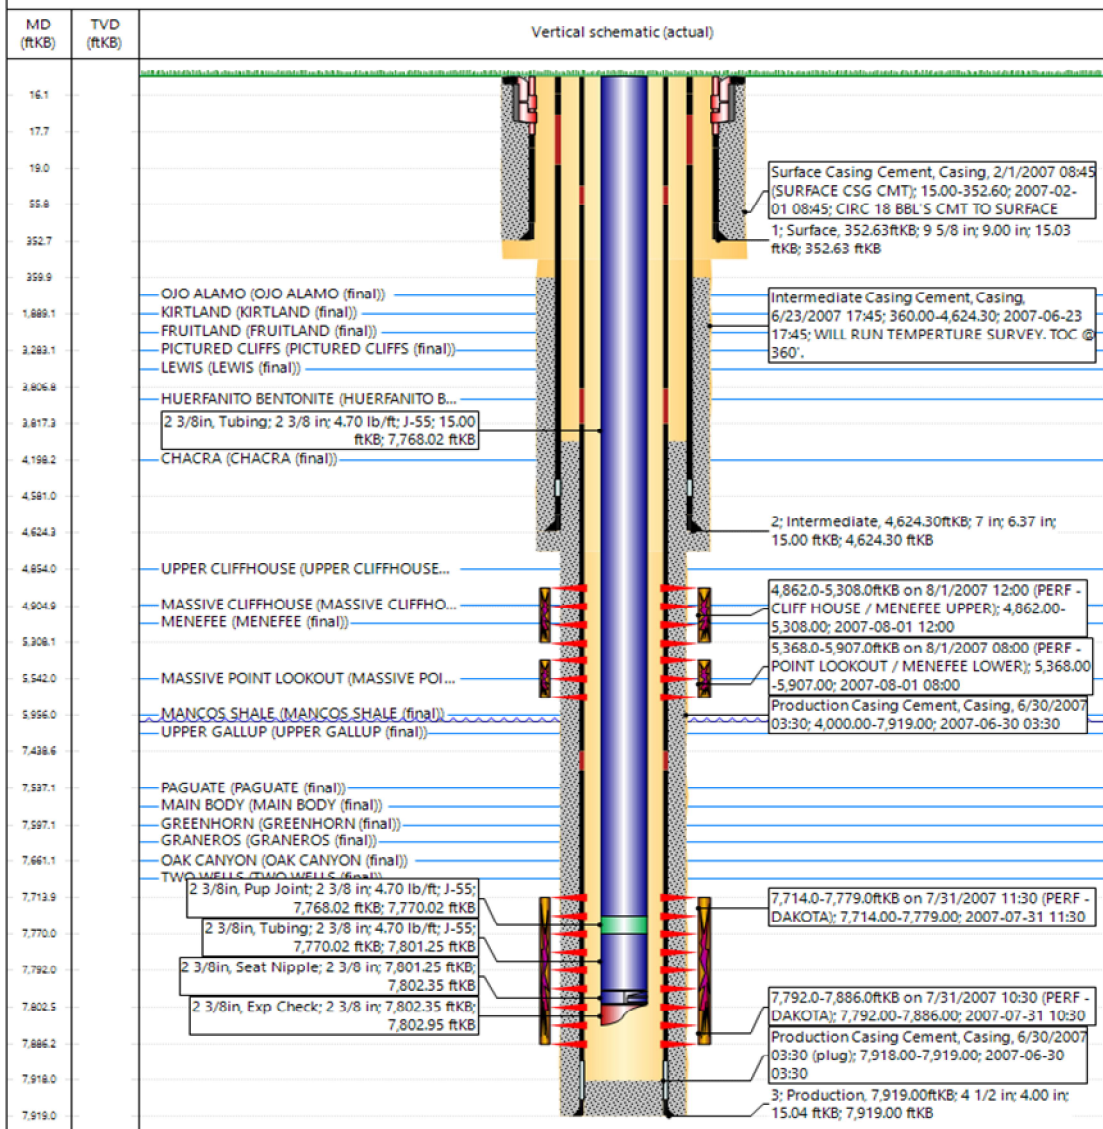 MD
(ftKB)
TVD
(ftKB)
Vertical schematic (actual)
16.1
17.7
19.0
55.8
352.7
359.9
1,689.1
3,283.1
3,806.8
3,817.3
4,198.2
4,581.0
4,624.3
4,854.0
4,904.9
5,308.1
5,542.0
5,956.0
7,438.6
7,537.1
7,597.1
7,661.1
7,713.9
7,770.0
7,792.0
7,802.5
7,886.2
7,918.0
7,919.0
OJO ALAMO (OJO ALAMO (final))
KIRTLAND (KIRTLAND (final))
FRUITLAND (FRUITLAND (final))
PICTURED CLIFFS (PICTURED CLIFFS (final))
LEWIS (LEWIS (final))
HUERFANITO BENTONITE (HUERFANITO B...
2 3/8in, Tubing; 2 3/8 in; 4.70 lb/ft; J-55; 15.00
ftKB; 7,768.02 ftKB
CHACRA (CHACRA (final))
UPPER CLIFFHOUSE (UPPER CLIFFHOUSE...
MASSIVE CLIFFHOUSE (MASSIVE CLIFFHO...
MENEFEE (MENEFEE (final))
MASSIVE POINT LOOKOUT (MASSIVE POI...
MANCOS SHALE (MANCOS SHALE (final))
UPPER GALLUP (UPPER GALLUP (final))
PAGUATE (PAGUATE (final))
MAIN BODY (MAIN BODY (final))
GREENHORN (GREENHORN (final))
GRANEROS (GRANEROS (final))
OAK CANYON (OAK CANYON (final))
TWO WELLS (TWO WELLS (final))
2 3/8in, Pup Joint; 2 3/8 in; 4.70 lb/ft; J-55;
7,768.02 ftKB; 7,770.02 ftKB
2 3/8in, Tubing; 2 3/8 in; 4.70 lb/ft; J-55;
7,770.02 ftKB; 7,801.25 ftKB
2 3/8in, Seat Nipple; 2 3/8 in; 7,801.25 ftKB;
7,802.35 ftKB
2 3/8in, Exp Check; 2 3/8 in; 7,802.35 ftKB;
7,802.95 ftKB
Surface Casing Cement, Casing, 2/1/2007 08:45
(SURFACE CSG CMT); 15.00-352.60; 2007-02-
01 08:45; CIRC 18 BBL'S CMT TO SURFACE
1; Surface, 352.63ftKB; 9 5/8 in; 9.00 in; 15.03
ftKB; 352.63 ftKB
Intermediate Casing Cement, Casing,
6/23/2007 17:45; 360.00-4,624.30; 2007-06-23
17:45; WILL RUN TEMPERTURE SURVEY. TOC @
360'.
2; Intermediate, 4,624.30ftKB; 7 in; 6.37 in;
15.00 ftKB; 4,624.30 ftKB
4,862.0-5,308.0ftKB on 8/1/2007 12:00 (PERF -
CLIFF HOUSE / MENEFEE UPPER); 4,862.00-
5,308.00; 2007-08-01 12:00
5,368.0-5,907.0ftKB on 8/1/2007 08:00 (PERF -
POINT LOOKOUT / MENEFEE LOWER); 5,368.00
-5,907.00; 2007-08-01 08:00
Production Casing Cement, Casing, 6/30/2007
03:30; 4,000.00-7,919.00; 2007-06-30 03:30
7,714.0-7,779.0ftKB on 7/31/2007 11:30 (PERF -
DAKOTA); 7,714.00-7,779.00; 2007-07-31 11:30
7,792.0-7,886.0ftKB on 7/31/2007 10:30 (PERF -
DAKOTA); 7,792.00-7,886.00; 2007-07-31 10:30
Production Casing Cement, Casing, 6/30/2007
03:30 (plug); 7,918.00-7,919.00; 2007-06-30
03:30
3; Production, 7,919.00ftKB; 4 1/2 in; 4.00 in;
15.04 ftKB; 7,919.00 ftKB